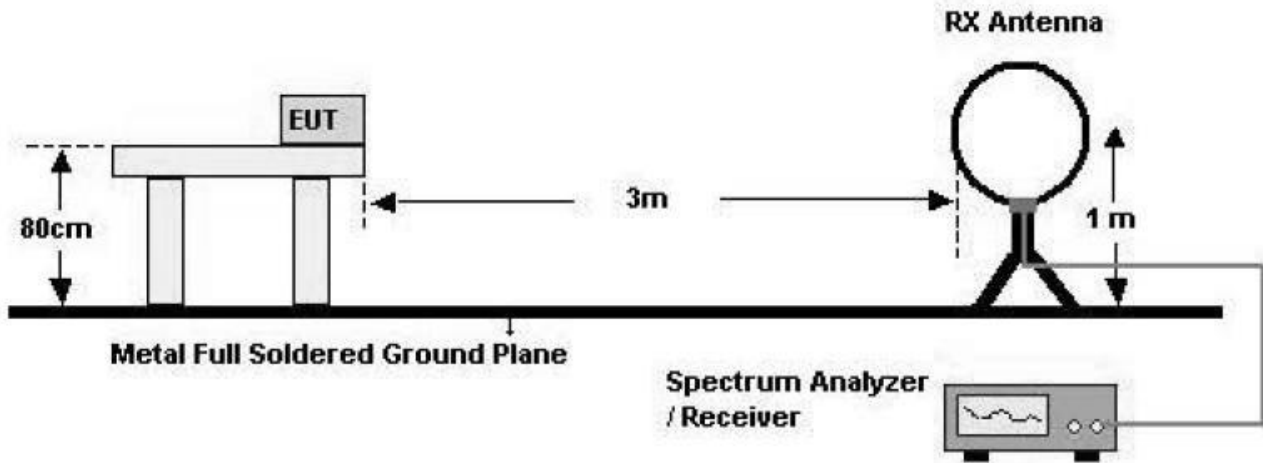 RX Antenna
EUT
80cm
3m
1 m
Metal Full Soldered Ground Plane
Spectrum Analyzer
/ Receiver